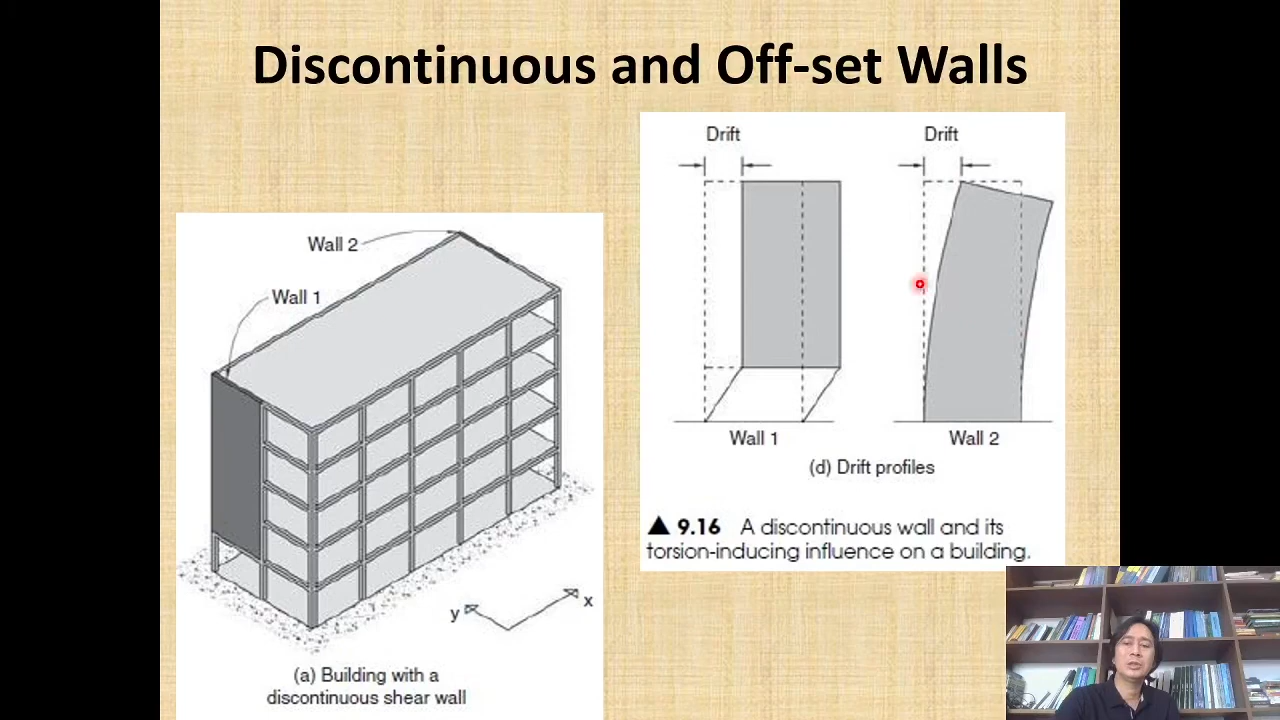 Discontinuous and Off-set Walls
Wall 2
Wall 1
y
x
(a) Building with a
discontinuous shear wall
Drift
Drift
Wall 1
Wall 2
(d) Drift profiles
▲ 9.16 A discontinuous wall and its
torsion-inducing influence on a building.